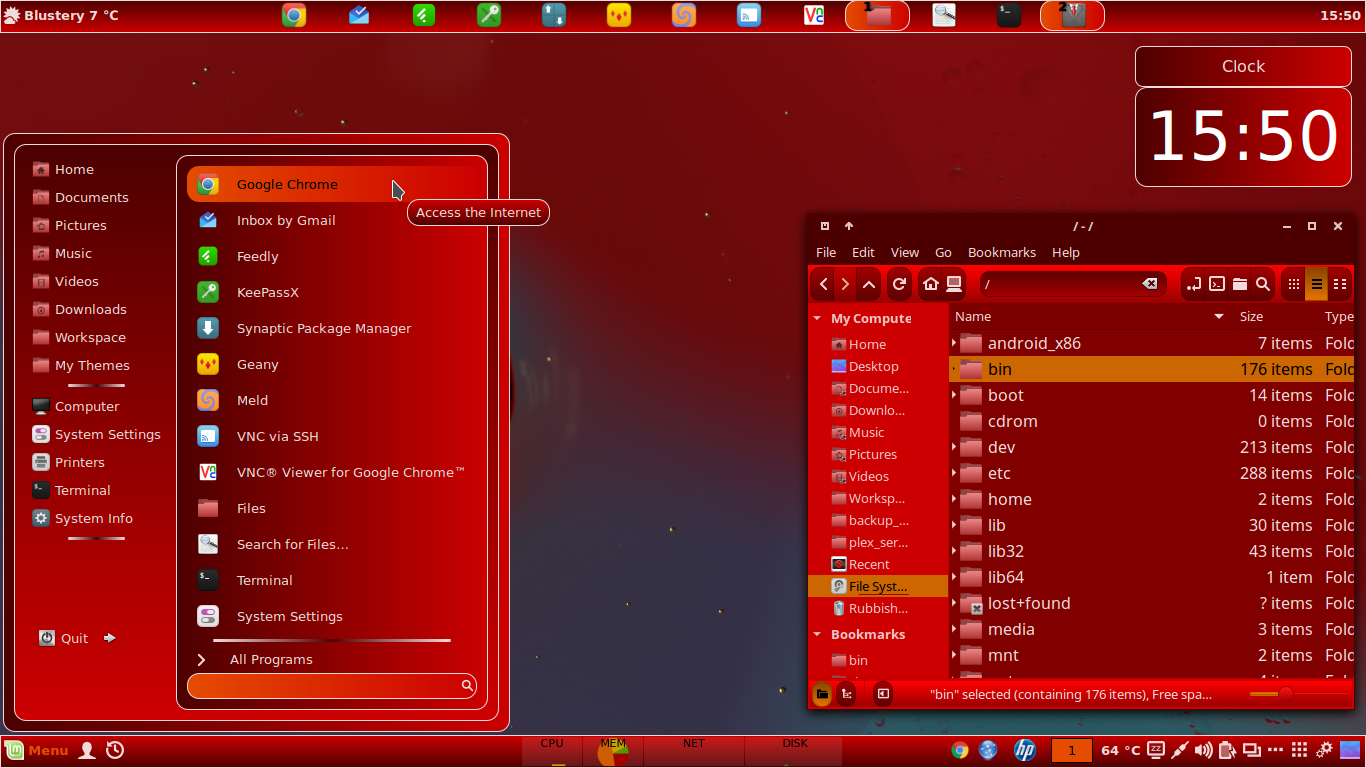 Blustery 7 °C
1
2
15:50
Clock
15:50
Home
Documents
Pictures
Music
Videos
Downloads
Workspace
My Themes
Computer
System Settings
Printers
Terminal
System Info
Quit
Google Chrome
Access the Internet
Inbox by Gmail
Feedly
KeePassX
Synaptic Package Manager
Geany
Meld
VNC via SSH
VNC® Viewer for Google Chrome™
Files
Search for Files...
Terminal
System Settings
All Programs
/ - /
File Edit View Go Bookmarks Help
/
My Compute
Home
Desktop
Docume...
Downlo...
Music
Pictures
Videos
Worksp...
backup_...
plex_ser...
Recent
File Syst...
Rubbish...
Bookmarks
bin
Name Size Type
android_x86 7 items Fold
bin 176 items Fold
boot 14 items Fold
cdrom 0 items Fold
dev 213 items Fold
etc 288 items Fold
home 2 items Fold
lib 30 items Fold
lib32 43 items Fold
lib64 1 item Fold
lost+found ? items Fold
media 3 items Fold
mnt 2 items Fold
"bin" selected (containing 176 items), Free spa...
Menu
CPU MEM NET DISK
hp
1
64 °C